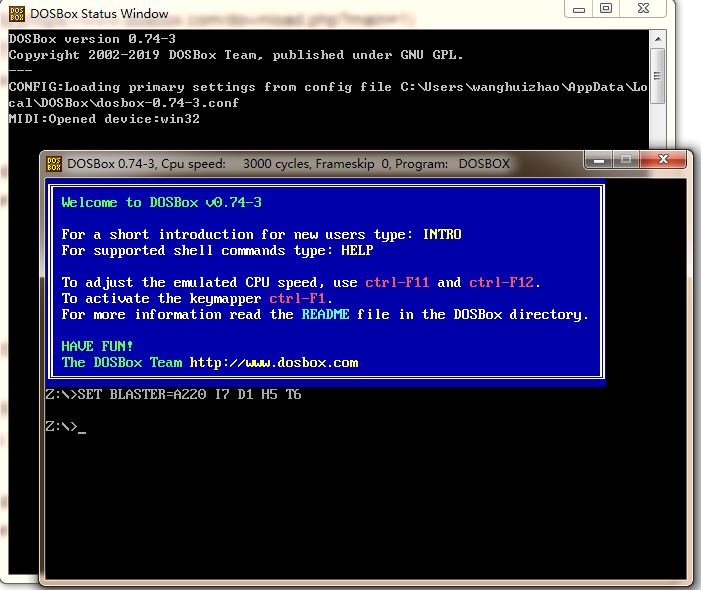 DOSBox Status Window
DOSBox version 0.74-3
Copyright 2002-2019 DOSBox Team, published under GNU GPL.
---
CONFIG:Loading primary settings from config file C:\Users\wanghuizhao\AppData\Lo
cal\DOSBox\dosbox-0.74-3.conf
MIDI:Opened device:win32
DOSBox 0.74-3, Cpu speed: 3000 cycles, Frameskip 0, Program: DOSBOX
Welcome to DOSBox v0.74-3
For a short introduction for new users type: INTRO
For supported shell commands type: HELP
To adjust the emulated CPU speed, use ctrl-F11 and ctrl-F12.
To activate the keymapper ctrl-F1.
For more information read the README file in the DOSBox directory.
HAVE FUN!
The DOSBox Team http://www.dosbox.com
Z:\>SET BLASTER=A220 I7 D1 H5 T6
Z:\>_